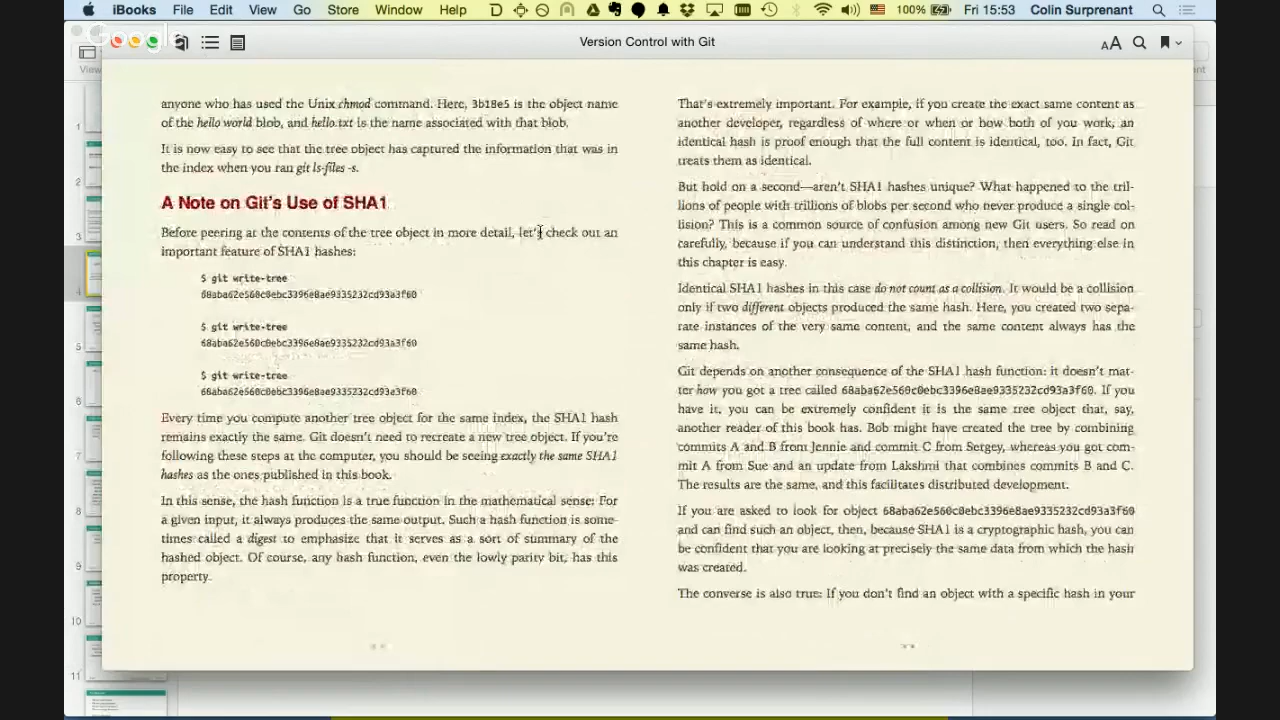 iBooks File Edit View Go Store Window Help 100% Fri 15:53 Colin Surprenant
Google
Version Control with Git
AA
View
anyone who has used the Unix chmod command. Here, 3b18e5 is the object name
of the hello world blob, and hello.txt is the name associated with that blob.
It is now easy to see that the tree object has captured the information that was in
the index when you ran git ls-files -s.
A Note on Git's Use of SHA1
Before peering at the contents of the tree object in more detail, let's check out an
important feature of SHA1 hashes:
$ git write-tree
68aba62e560c0ebc3396e8ae9335232cd93a3f60
$ git write-tree
68aba62e560c0ebc3396e8ae9335232cd93a3f60
$ git write-tree
68aba62e560c0ebc3396e8ae9335232cd93a3f60
Every time you compute another tree object for the same index, the SHA1 hash
remains exactly the same. Git doesn't need to recreate a new tree object. If you're
following these steps at the computer, you should be seeing exactly the same SHA1
hashes as the ones published in this book.
In this sense, the hash function is a true function in the mathematical sense: For
a given input, it always produces the same output. Such a hash function is some-
times called a digest to emphasize that it serves as a sort of summary of the
hashed object. Of course, any hash function, even the lowly parity bit, has this
property.
That's extremely important. For example, if you create the exact same content as
another developer, regardless of where or when or how both of you work, an
identical hash is proof enough that the full content is identical, too. In fact, Git
treats them as identical.
But hold on a second—aren't SHA1 hashes unique? What happened to the tril-
lions of people with trillions of blobs per second who never produce a single col-
lision? This is a common source of confusion among new Git users. So read on
carefully, because if you can understand this distinction, then everything else in
this chapter is easy.
Identical SHA1 hashes in this case do not count as a collision. It would be a collision
only if two different objects produced the same hash. Here, you created two sepa-
rate instances of the very same content, and the same content always has the
same hash.
Git depends on another consequence of the SHA1 hash function: it doesn't mat-
ter how you got a tree called 68aba62e560c0ebc3396e8ae9335232cd93a3f60. If you
have it, you can be extremely confident it is the same tree object that, say,
another reader of this book has. Bob might have created the tree by combining
commits A and B from Jennie and commit C from Sergey, whereas you got com-
mit A from Sue and an update from Lakshmi that combines commits B and C.
The results are the same, and this facilitates distributed development.
If you are asked to look for object 68aba62e560c0ebc3396e8ae9335232cd93a3f60
and can find such an object, then, because SHA1 is a cryptographic hash, you can
be confident that you are looking at precisely the same data from which the hash
was created.
The converse is also true: If you don't find an object with a specific hash in your
1
2
3
4
5
6
7
8
9
10
11